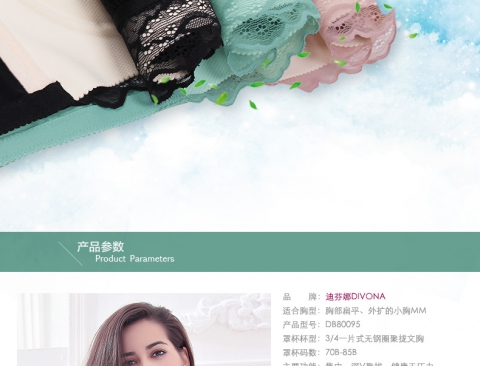 产品参数
Product Parameters
品 牌：迪芬娜DIVONA
适合胸型：胸部扁平、外扩的小胸MM
产品型号：DB80095
罩杯杯型：3/4一片式无钢圈聚拢文胸
罩杯码数：70B-85B